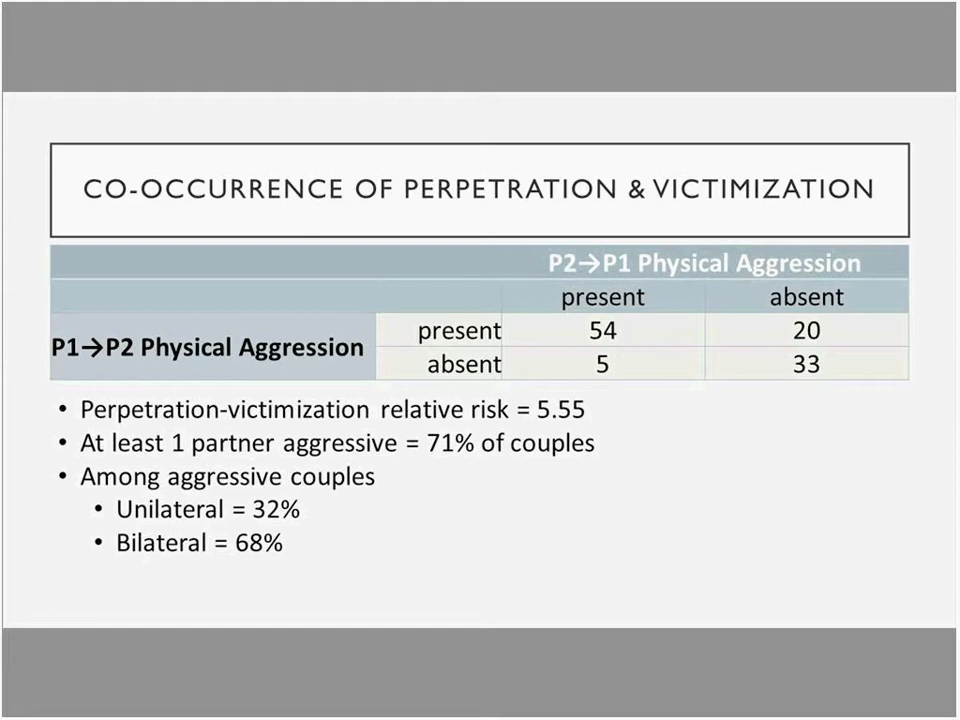 CO-OCCURRENCE OF PERPETRATION & VICTIMIZATION
P2→P1 Physical Aggression
present absent
P1→P2 Physical Aggression
present 54 20
absent 5 33
• Perpetration-victimization relative risk = 5.55
• At least 1 partner aggressive = 71% of couples
• Among aggressive couples
• Unilateral = 32%
• Bilateral = 68%